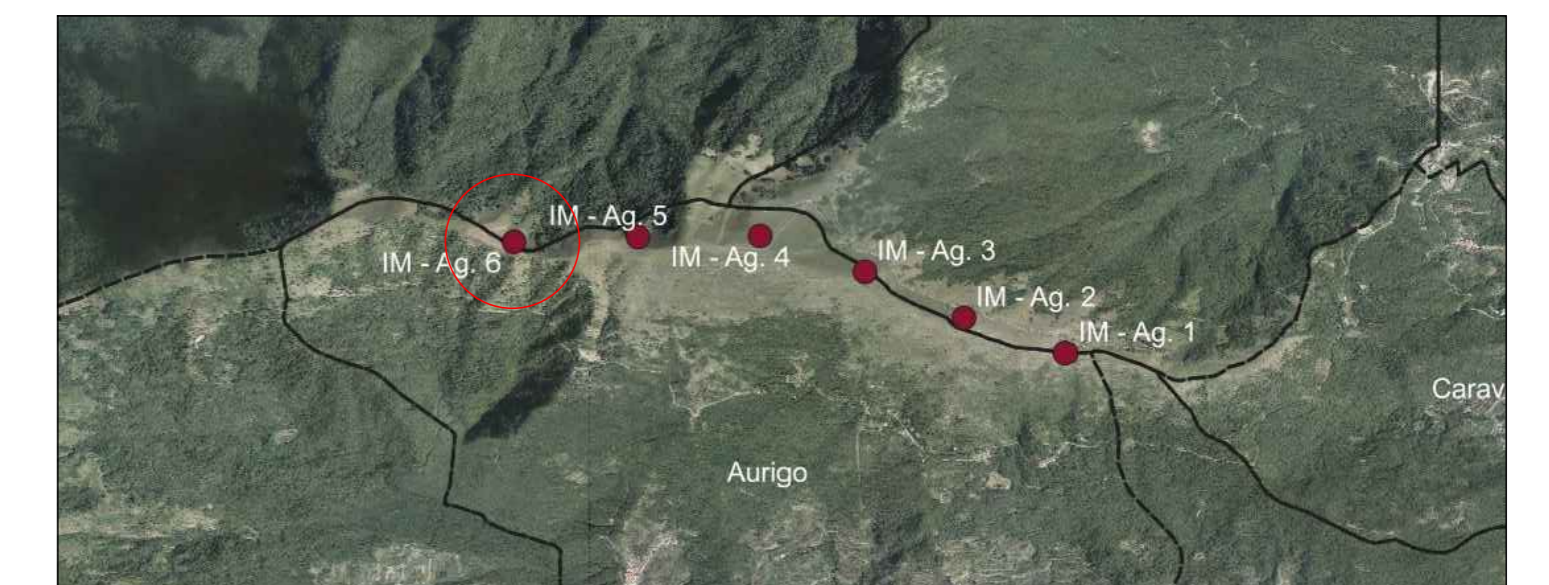 IM - Ag. 5
IM - Ag. 6
IM - Ag. 4
IM - Ag. 3
IM - Ag. 2
IM - Ag. 1
Carav
Aurigo